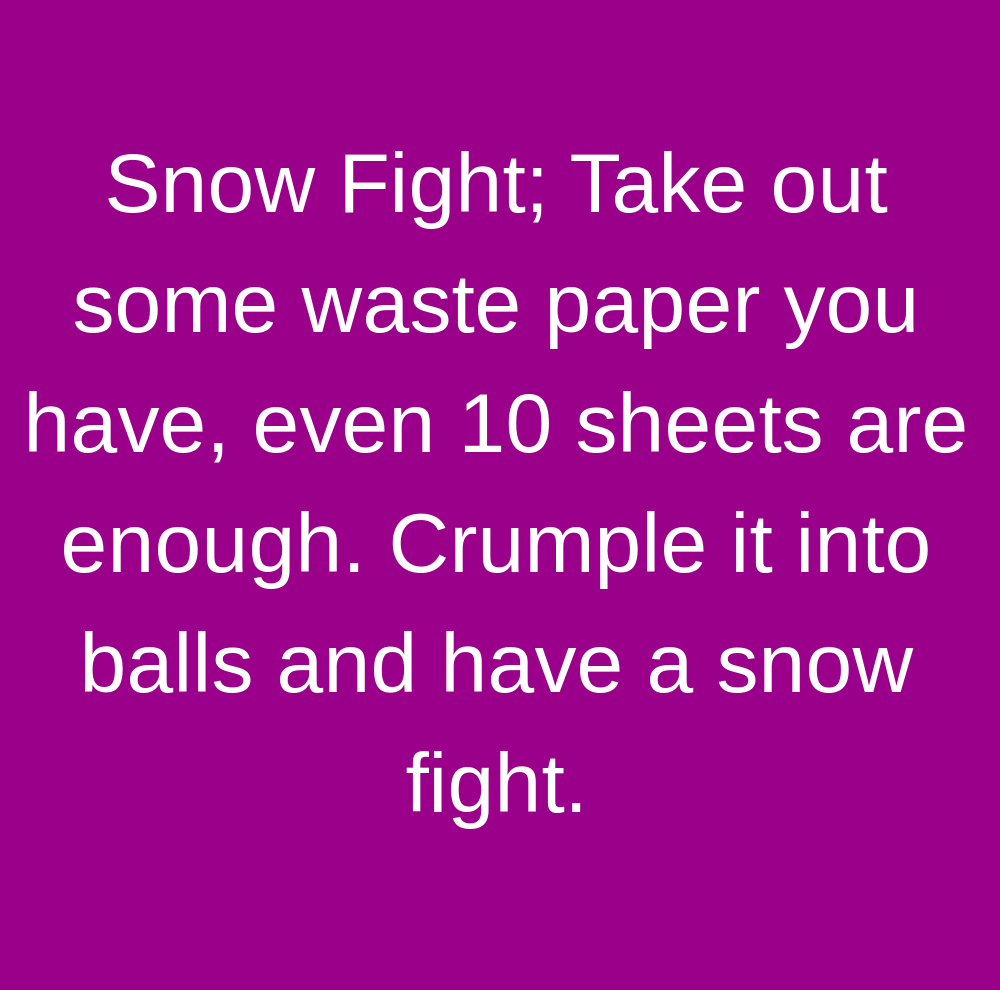 Snow Fight; Take out
some waste paper you
have, even 10 sheets are
enough. Crumple it into
balls and have a snow
fight.